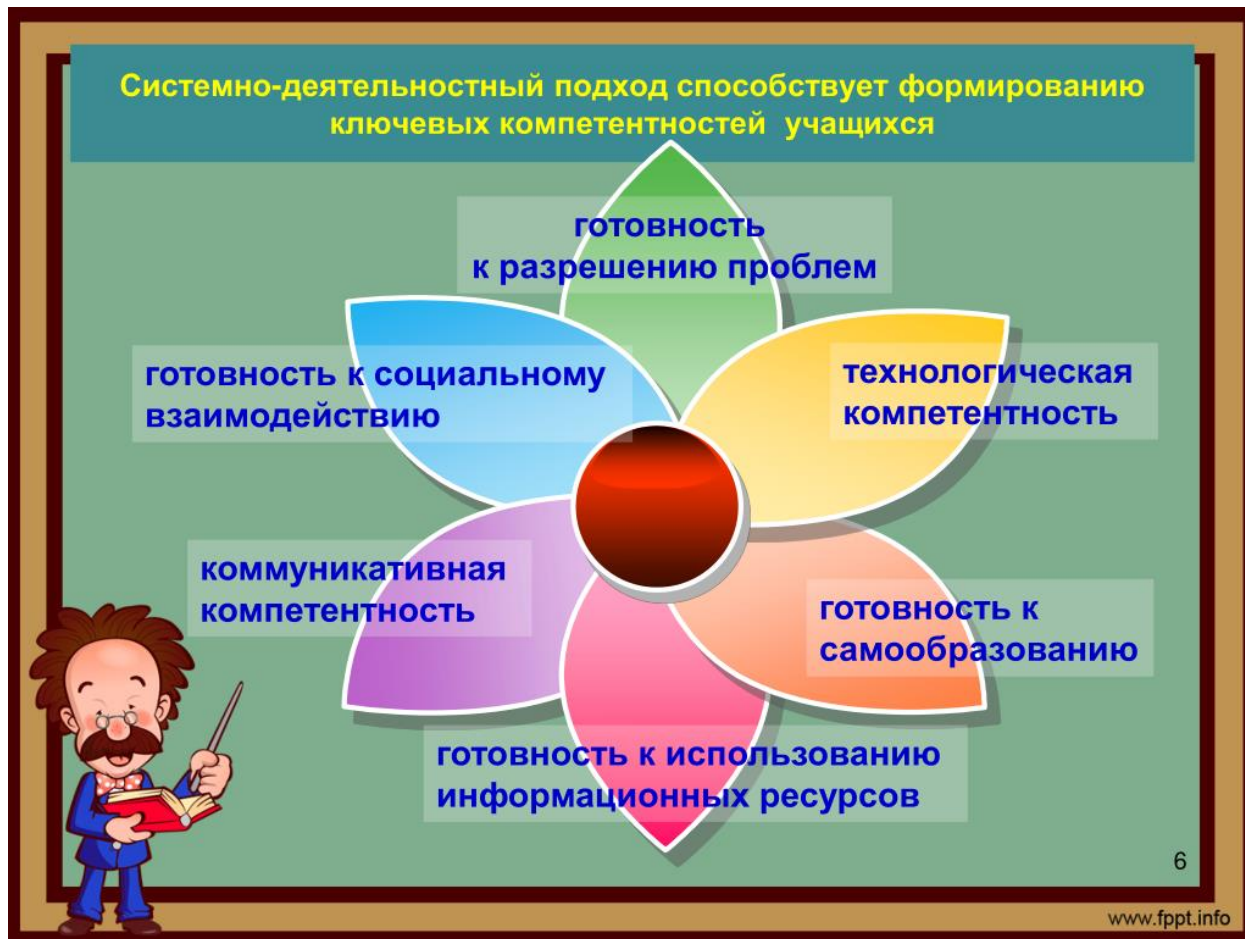 Системно-деятельностный подход способствует формированию
ключевых компетентностей учащихся
готовность
к разрешению проблем
готовность к социальному
взаимодействию
технологическая
компетентность
коммуникативная
компетентность
готовность к
самообразованию
готовность к использованию
информационных ресурсов
6
www.fppt.info